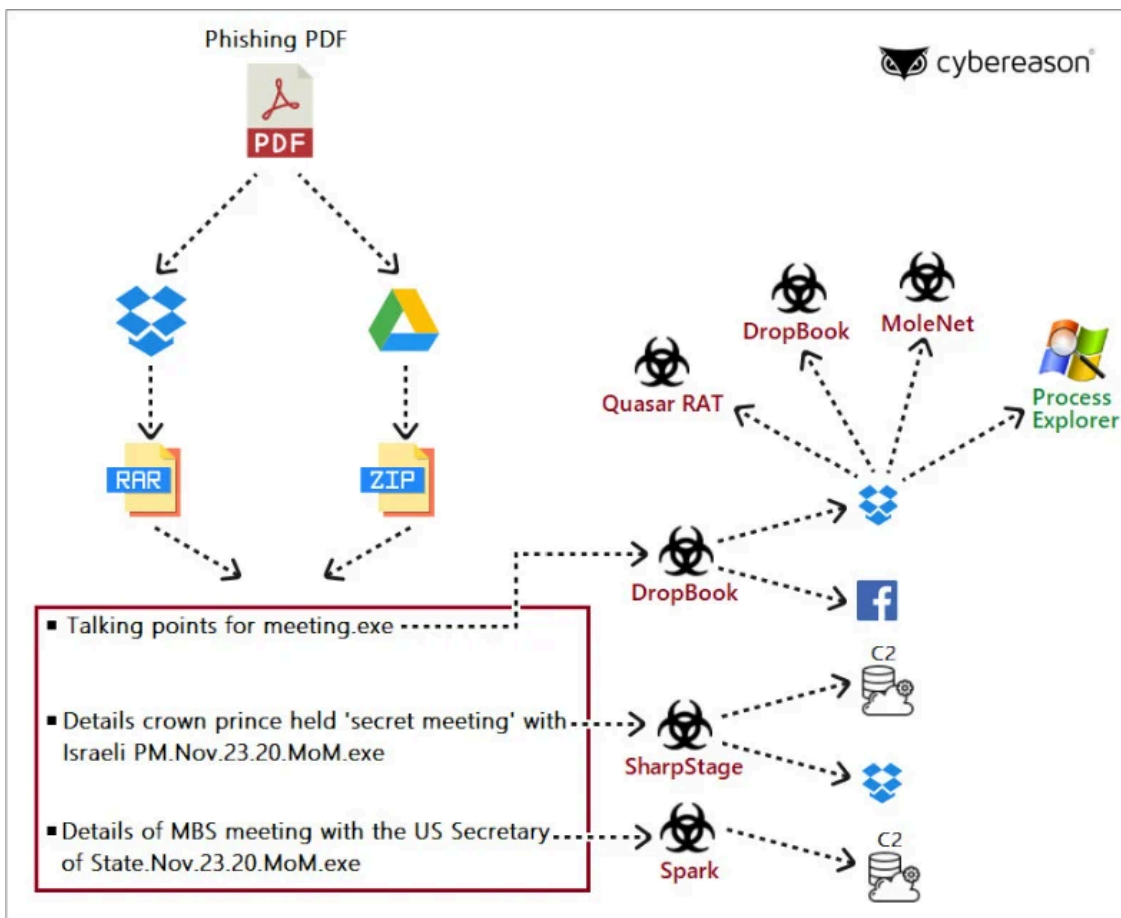 Phishing PDF
cybereason®
PDF
DropBook
MoleNet
Quasar RAT
Process
Explorer
RAR
ZIP
DropBook
▪ Talking points for meeting.exe
C2
▪ Details crown prince held 'secret meeting' with
Israeli PM.Nov.23.20.MoM.exe
SharpStage
▪ Details of MBS meeting with the US Secretary
of State.Nov.23.20.MoM.exe
Spark
C2